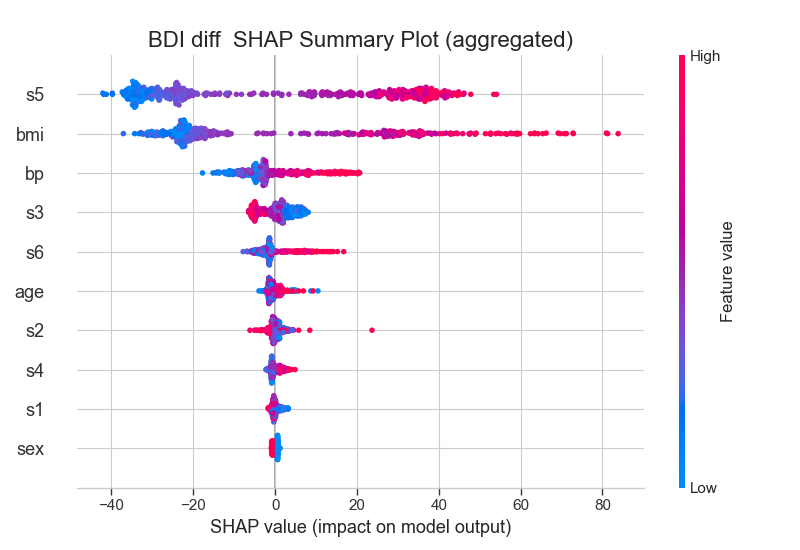 BDI diff  SHAP Summary Plot (aggregated)
High
s5
bmi
bp
s3
s6
age
s2
s4
s1
sex
Feature value
Low
−40 −20 0 20 40 60 80
SHAP value (impact on model output)